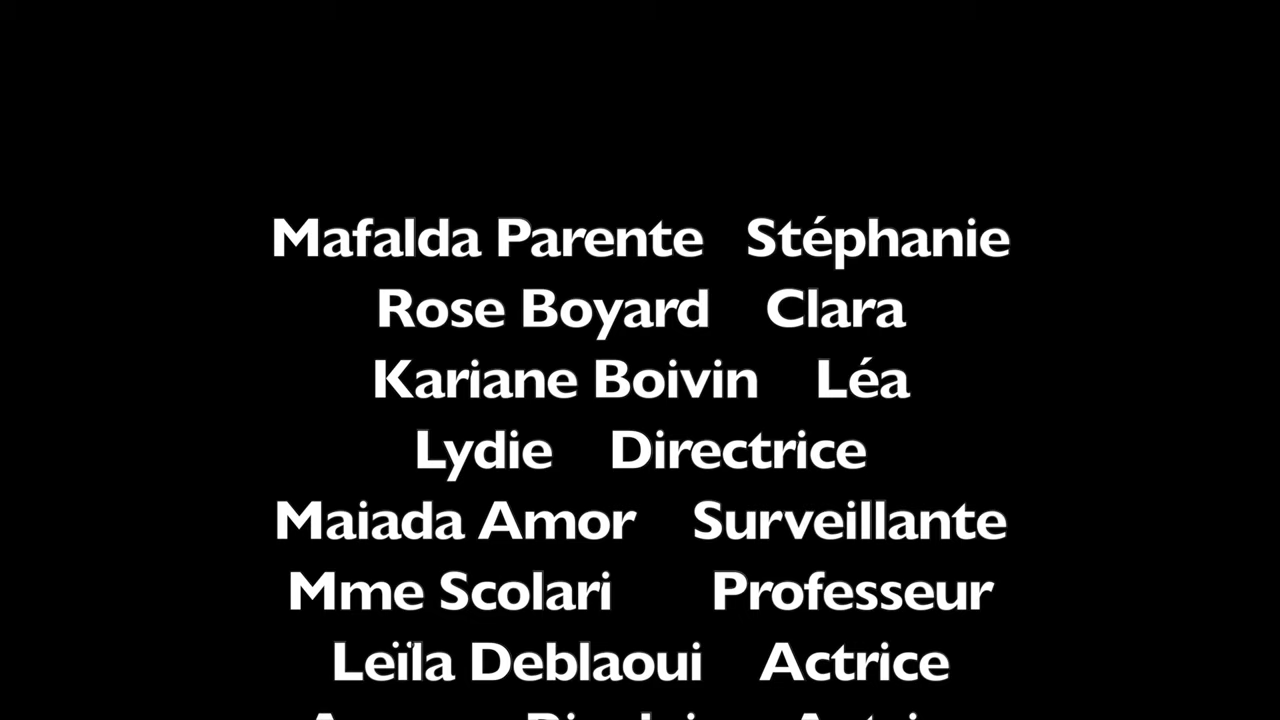 Mafalda Parente Stéphanie
Rose Boyard Clara
Kariane Boivin Léa
Lydie Directrice
Maiada Amor Surveillante
Mme Scolari Professeur
Leïla Deblaoui Actrice